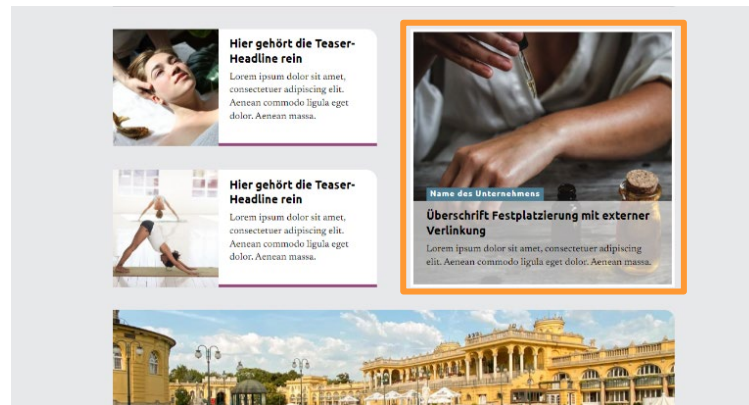 Hier gehört die Teaser-
Headline rein
Lorem ipsum dolor sit amet,
consectetuer adipiscing elit.
Aenean commodo ligula eget
dolor. Aenean massa.
Hier gehört die Teaser-
Headline rein
Lorem ipsum dolor sit amet,
consectetuer adipiscing elit.
Aenean commodo ligula eget
dolor. Aenean massa.
Name des Unternehmens
Überschrift Festplatzierung mit externer
Verlinkung
Lorem ipsum dolor sit amet, consectetuer adipiscing
elit. Aenean commodo ligula eget dolor. Aenean massa.